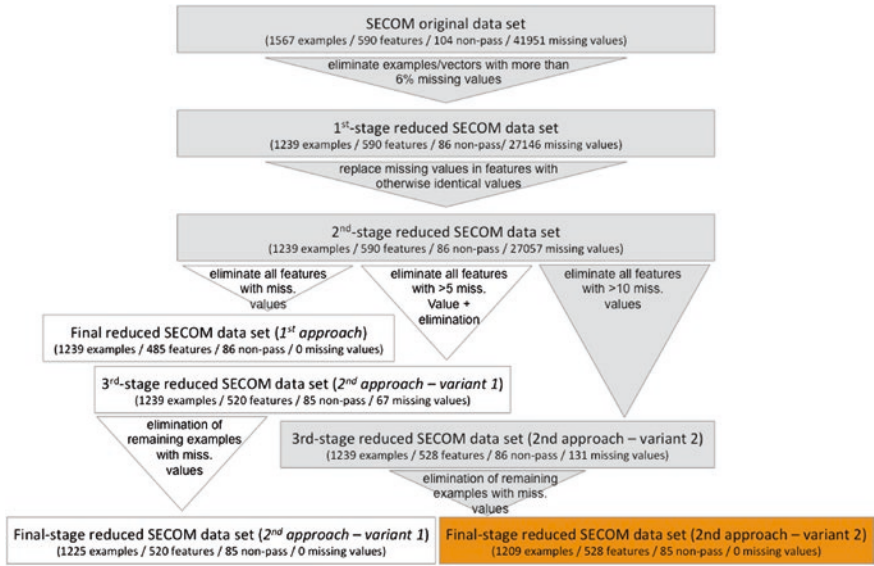 SECOM original data set
(1567 examples / 590 features / 104 non-pass / 41951 missing values)
eliminate examples/vectors with more than
6% missing values
1st-stage reduced SECOM data set
(1239 examples / 590 features / 86 non-pass/ 27146 missing values)
replace missing values in features with
otherwise identical values
2nd-stage reduced SECOM data set
(1239 examples / 590 features / 86 non-pass / 27057 missing values)
eliminate all features
with miss.
values
eliminate all features
with >5 miss.
Value +
elimination
eliminate all features
with >10 miss.
values
Final reduced SECOM data set (1st approach)
(1239 examples / 485 features / 86 non-pass / 0 missing values)
3rd-stage reduced SECOM data set (2nd approach – variant 1)
(1239 examples / 520 features / 85 non-pass / 67 missing values)
elimination of
remaining examples
with miss.
values
3rd-stage reduced SECOM data set (2nd approach – variant 2)
(1239 examples / 528 features / 86 non-pass / 131 missing values)
elimination of remaining
examples with miss.
values
Final-stage reduced SECOM data set (2nd approach – variant 1)
(1225 examples / 520 features / 85 non-pass / 0 missing values)
Final-stage reduced SECOM data set (2nd approach – variant 2)
(1209 examples / 528 features / 85 non-pass / 0 missing values)